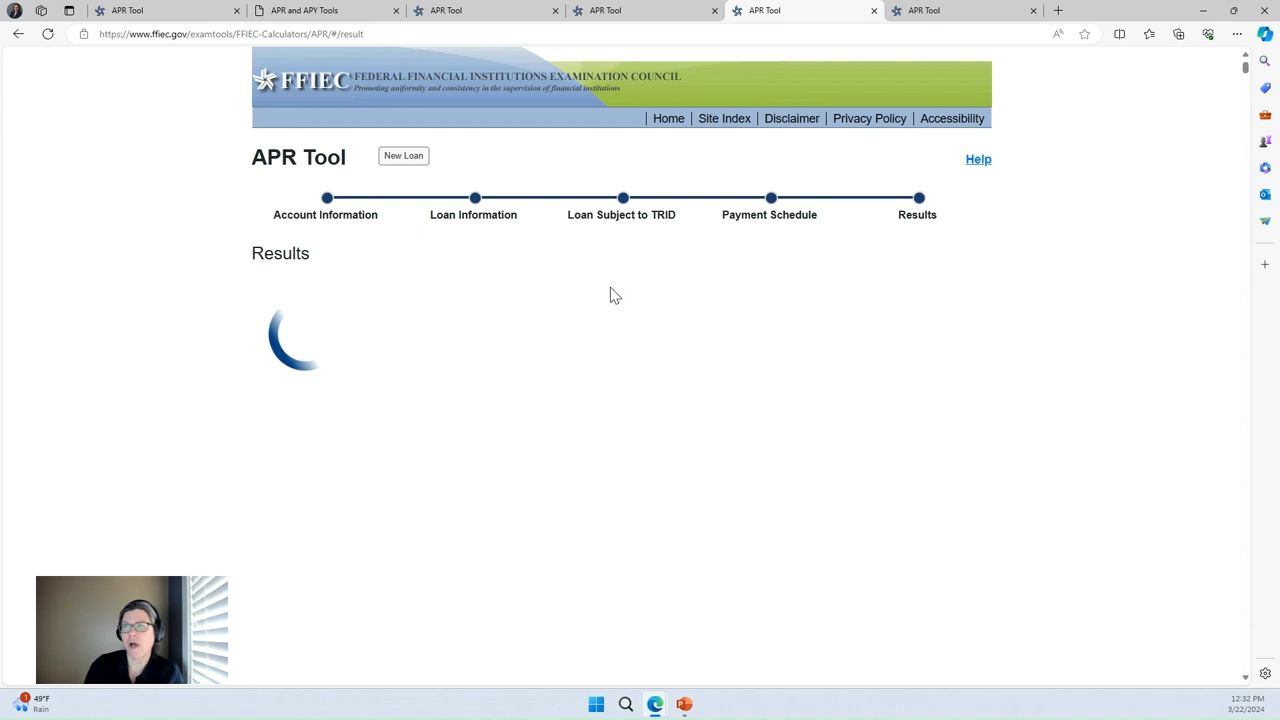 APR Tool
APR Tool
APR Tool
APR Tool
APR Tool
APR Tool
https://www.ffiec.gov/examtools/FFIEC-Calculators/APR/#/result
FFIEC FEDERAL FINANCIAL INSTITUTIONS EXAMINATION COUNCIL
Promoting uniformity and consistency in the supervision of financial institutions
Home
Site Index
Disclaimer
Privacy Policy
Accessibility
APR Tool
New Loan
Help
Account Information
Loan Information
Loan Subject to TRID
Payment Schedule
Results
Results
1
49°F
Rain
12:32 PM
3/22/2024